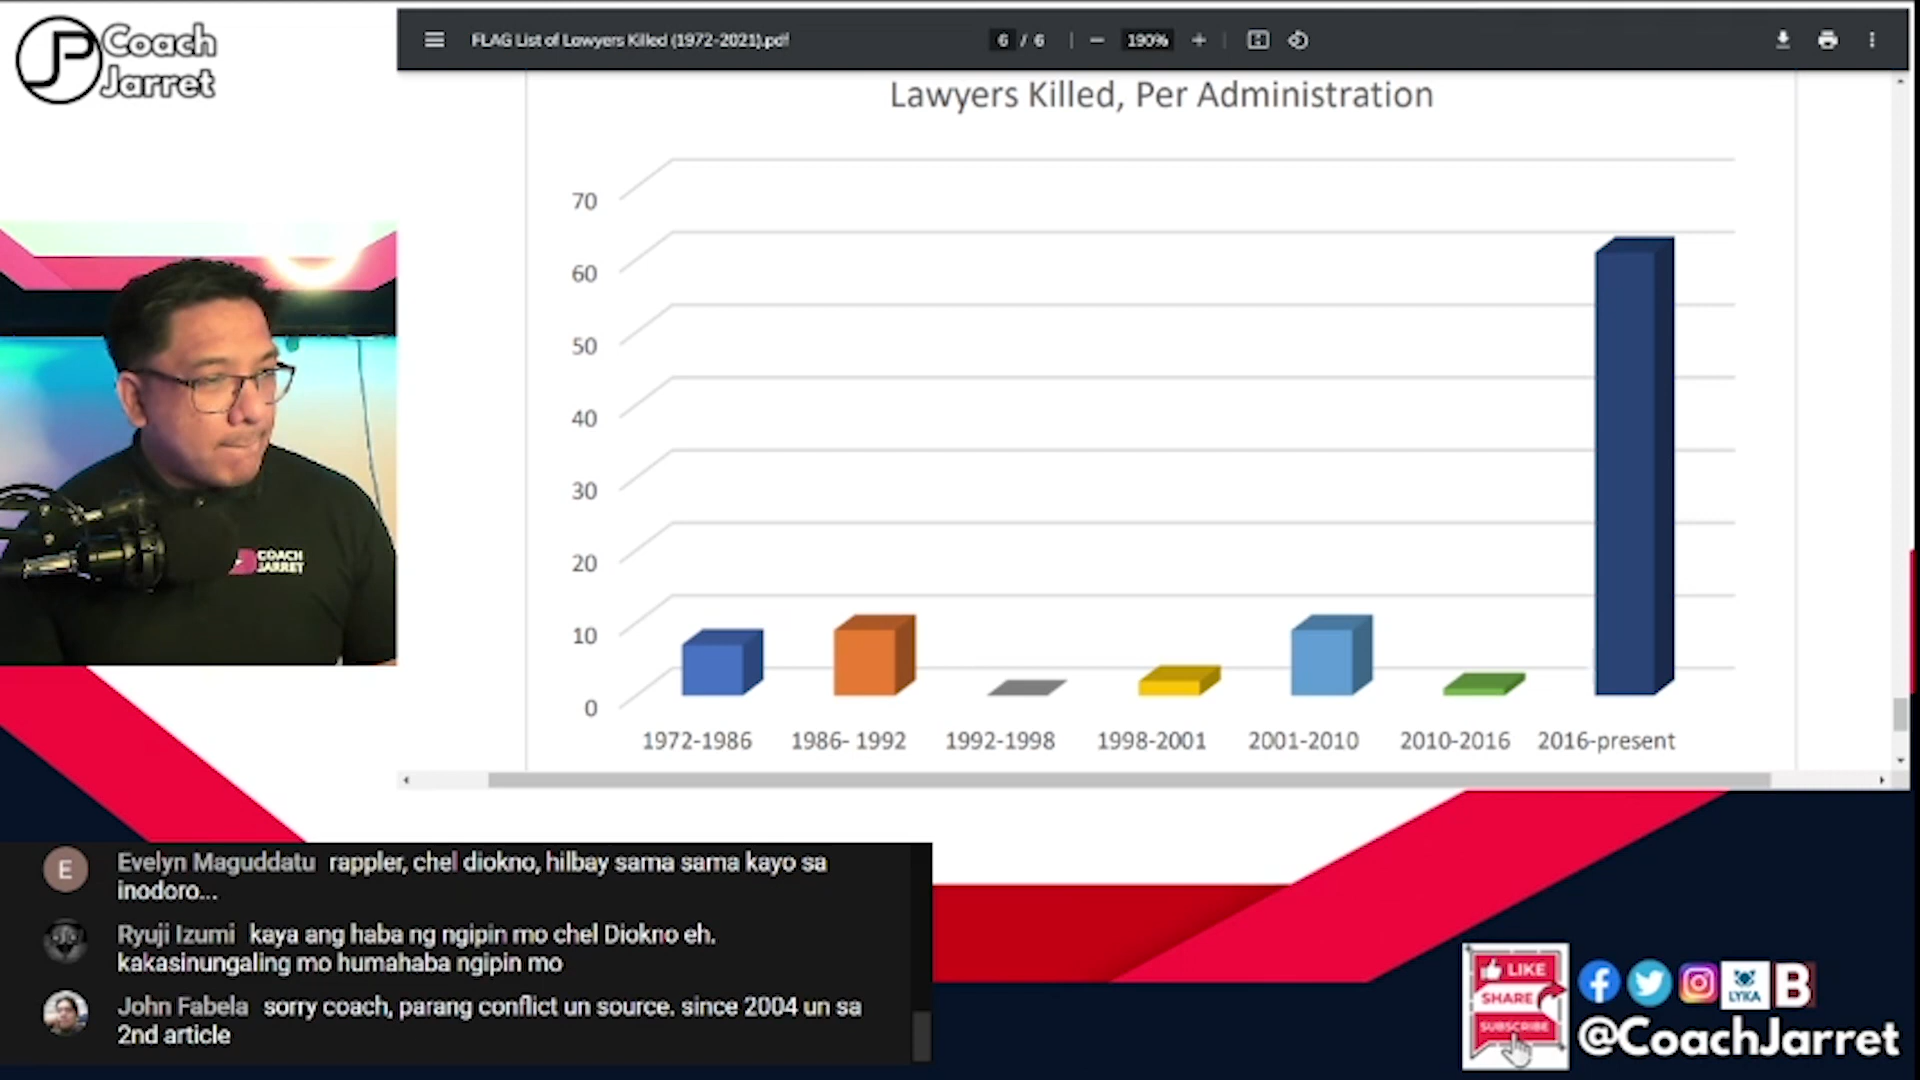 Coach
Jarret
FLAG List of Lawyers Killed (1972-2021).pdf
6 / 6
190%
Lawyers Killed, Per Administration
70
60
50
40
30
20
10
0
1972-1986
1986- 1992
1992-1998
1998-2001
2001-2010
2010-2016
2016-present
COACH
JARRET
Evelyn Maguddatu rappler, chel diokno, hilbay sama sama kayo sa
inodoro...
Ryuji Izumi kaya ang haba ng ngipin mo chel Diokno eh.
kakasinungaling mo humahaba ngipin mo
John Fabela sorry coach, parang conflict un source. since 2004 un sa
2nd article
E
LIKE
SHARE
SUBSCRIBE
LYKA
B
@CoachJarret